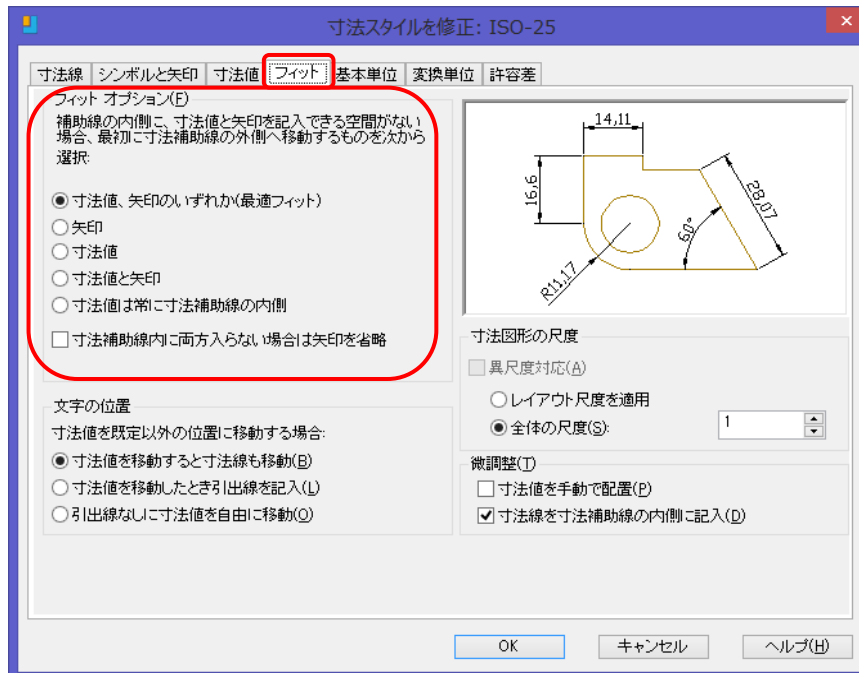 寸法スタイルを修正: ISO-25
寸法線 シンボルと矢印 寸法値 フィット 基本単位 変換単位 許容差
フィット オプション(F)
補助線の内側に、寸法値と矢印を記入できる空間がない
場合、最初に寸法補助線の外側へ移動するものを次から
選択:
寸法値、矢印のいずれか(最適フィット)
矢印
寸法値
寸法値と矢印
寸法値は常に寸法補助線の内側
寸法補助線内に両方入らない場合は矢印を省略
文字の位置
寸法値を既定以外の位置に移動する場合:
寸法値を移動すると寸法線も移動(B)
寸法値を移動したとき引出線を記入(L)
引出線なしに寸法値を自由に移動(O)
14,11
16,6
28,07
60°
R11,17
寸法図形の尺度
異尺度対応(A)
レイアウト尺度を適用
全体の尺度(S):
1
微調整(T)
寸法値を手動で配置(P)
寸法線を寸法補助線の内側に記入(D)
OK キャンセル ヘルプ(H)